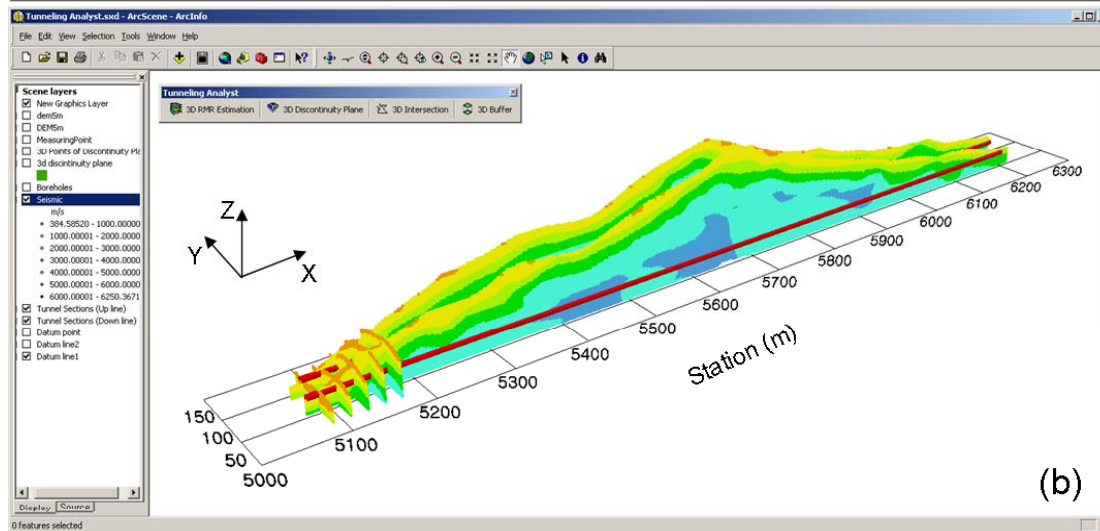 Tunneling Analyst.sxd - ArcScene - ArcInfo
File Edit View Selection Tools Window Help
Scene layers
New Graphics Layer
dem5m
DEM5m
MeasuringPoint
3D Points of Discontinuity Pla
3d discintinuity plane
Boreholes
Seismic
m/s
384.58520 - 1000.00000
1000.00001 - 2000.0000
2000.00001 - 3000.0000
3000.00001 - 4000.0000
4000.00001 - 5000.0000
5000.00001 - 6000.0000
6000.00001 - 6250.3671
Tunnel Sections (Up line)
Tunnel Sections (Down line)
Datum point
Datum line2
Datum line1
Display Source
0 features selected
Tunneling Analyst
3D RMR Estimation 3D Discontinuity Plane 3D Intersection 3D Buffer
Z
Y
X
150
100
50
5000
5100
5200
5300
5400
5500
5600
5700
5800
5900
6000
6100
6200
6300
Station (m)
(b)